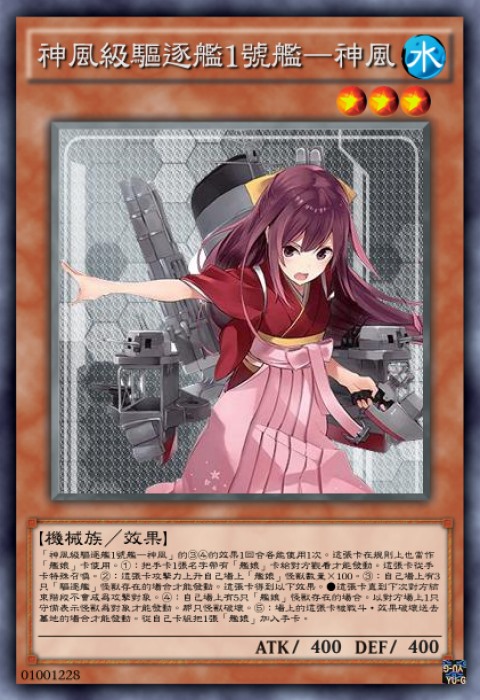 神風級驅逐艦1號艦—神風
水
【機械族／效果】
「神風級驅逐艦1號艦—神風」的③④的效果1回合各能使用1次。這張卡在規則上也當作
「艦娘」卡使用。①：把手卡1張名字帶有「艦娘」卡給對方觀看才能發動。這張卡從手
卡特殊召喚。②：這張卡攻擊力上升自己場上「艦娘」怪獸數量×100。③：自己場上有3
只「驅逐艦」怪獸存在的場合才能發動。這張卡得到以下效果。●這張卡直到下次對方結
束階段不會成為攻擊對象。④：自己場上有5只「艦娘」怪獸存在的場合，以對方場上1只
守備表示怪獸為對象才能發動。那只怪獸破壞。⑤：場上的這張卡被戰斗・效果破壞送去
墓地的場合才能發動。從自己卡組把1張「艦娘」加入手卡。
ATK/ 400 DEF/ 400
01001228